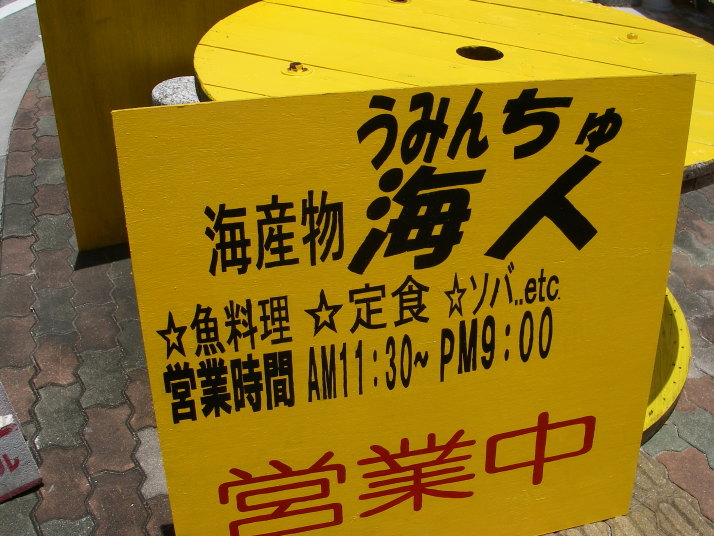 うみんちゅ
海産物 海人
☆魚料理 ☆定食 ☆ソバ..etc.
営業時間 AM11:30~ PM9:00
営業中
ル